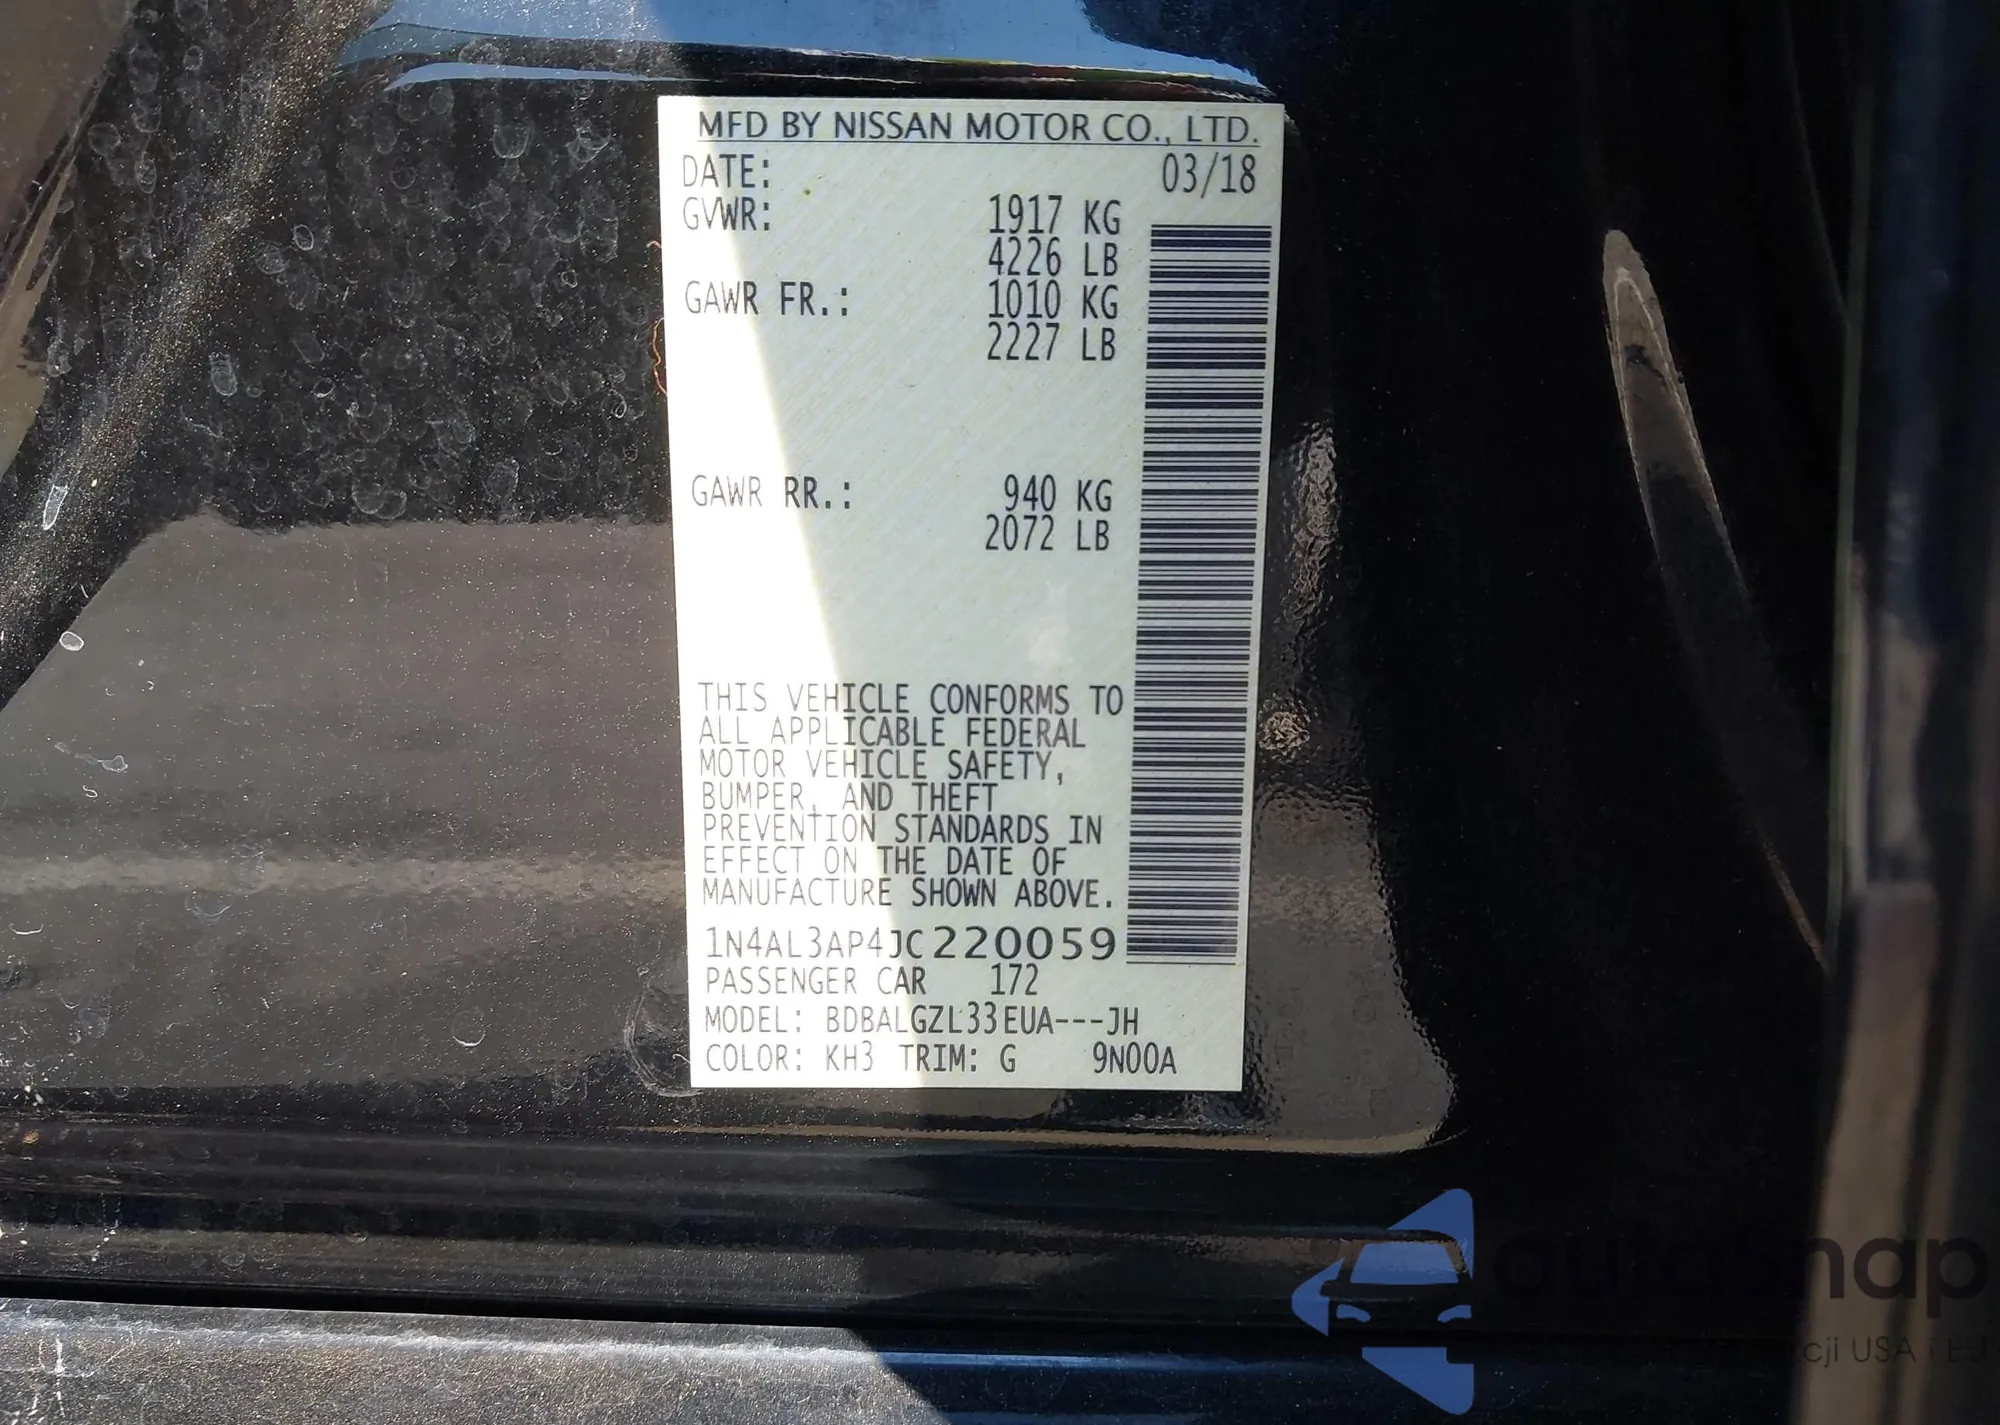 MFD BY NISSAN MOTOR CO., LTD.
DATE: 03/18
GVWR: 1917 KG
4226 LB
GAWR FR.: 1010 KG
2227 LB
GAWR RR.: 940 KG
2072 LB
THIS VEHICLE CONFORMS TO
ALL APPLICABLE FEDERAL
MOTOR VEHICLE SAFETY,
BUMPER, AND THEFT
PREVENTION STANDARDS IN
EFFECT ON THE DATE OF
MANUFACTURE SHOWN ABOVE.
1N4AL3AP4JC220059
PASSENGER CAR 172
MODEL: BDBALGZL33EUA---JH
COLOR: KH3 TRIM: G 9N00A
autosnap
USA i EU